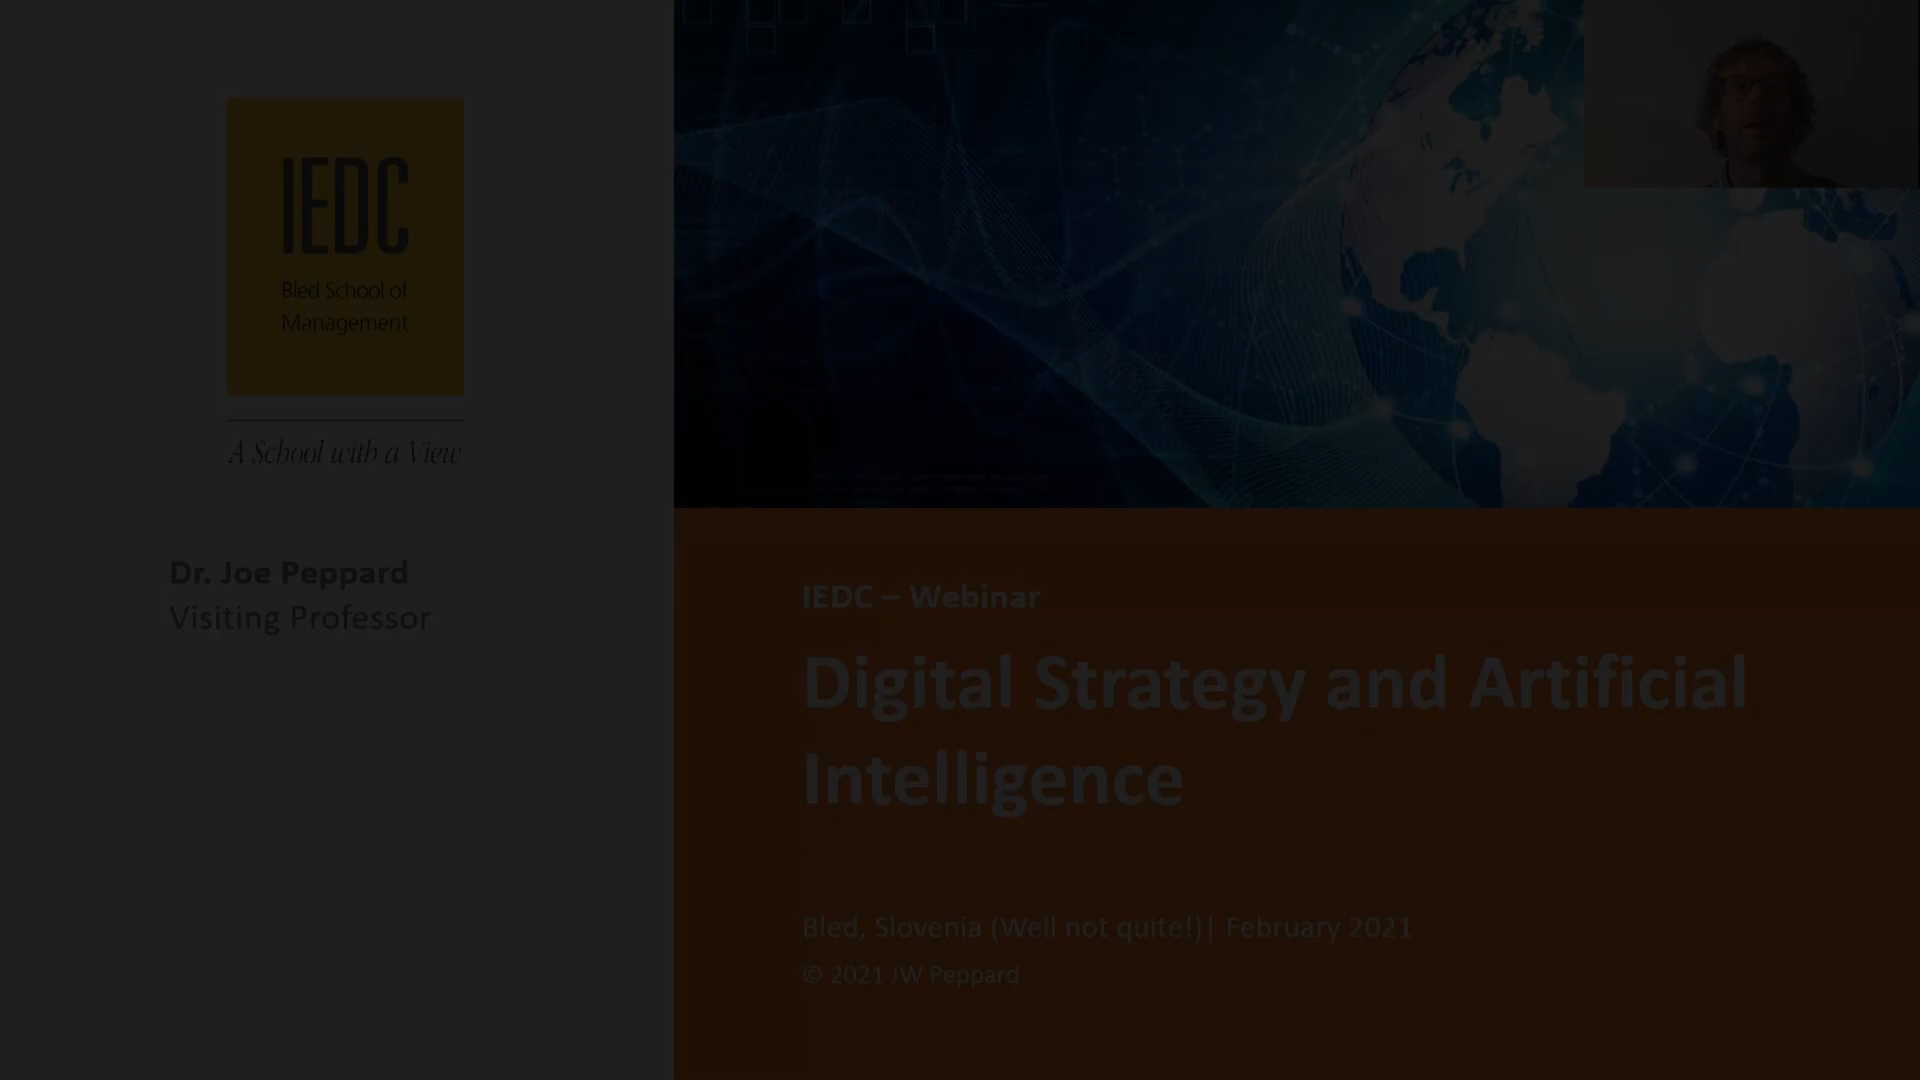 IEDC
Bled School of
Management
A School with a View
Dr. Joe Peppard
Visiting Professor
IEDC – Webinar
Digital Strategy and Artificial
Intelligence
Bled, Slovenia (Well not quite!)| February 2021
© 2021 JW Peppard